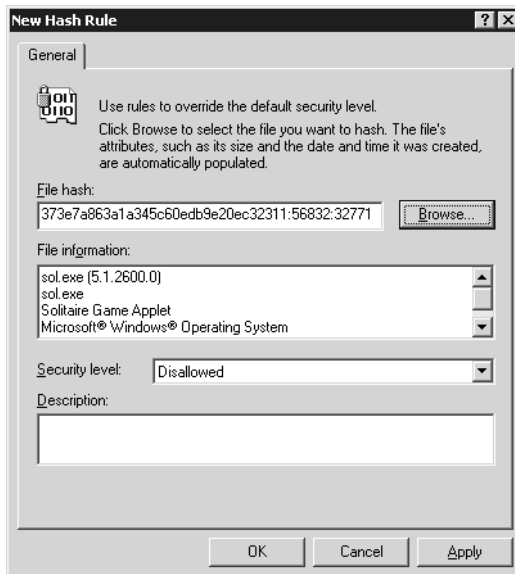 New Hash Rule
General
Use rules to override the default security level.
Click Browse to select the file you want to hash. The file's
attributes, such as its size and the date and time it was created,
are automatically populated.
File hash:
373e7a863a1a345c60edb9e20ec32311:56832:32771
Browse...
File information:
sol.exe (5.1.2600.0)
sol.exe
Solitaire Game Applet
Microsoft® Windows® Operating System
Security level:
Disallowed
Description:
OK
Cancel
Apply